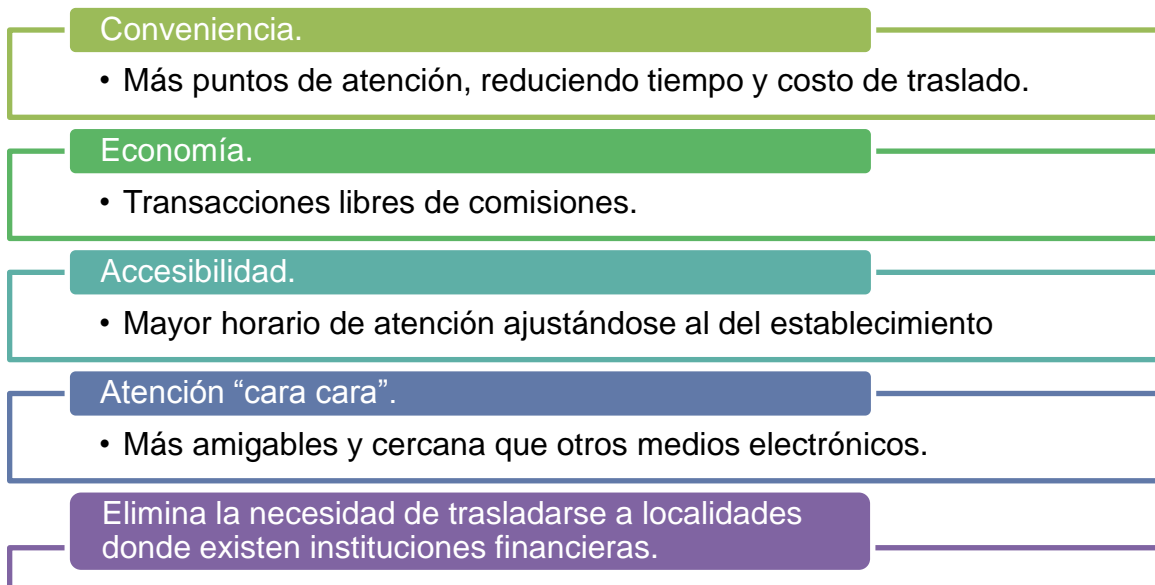 Conveniencia.
• Más puntos de atención, reduciendo tiempo y costo de traslado.
Economía.
• Transacciones libres de comisiones.
Accesibilidad.
• Mayor horario de atención ajustándose al del establecimiento
Atención “cara cara”.
• Más amigables y cercana que otros medios electrónicos.
Elimina la necesidad de trasladarse a localidades
donde existen instituciones financieras.